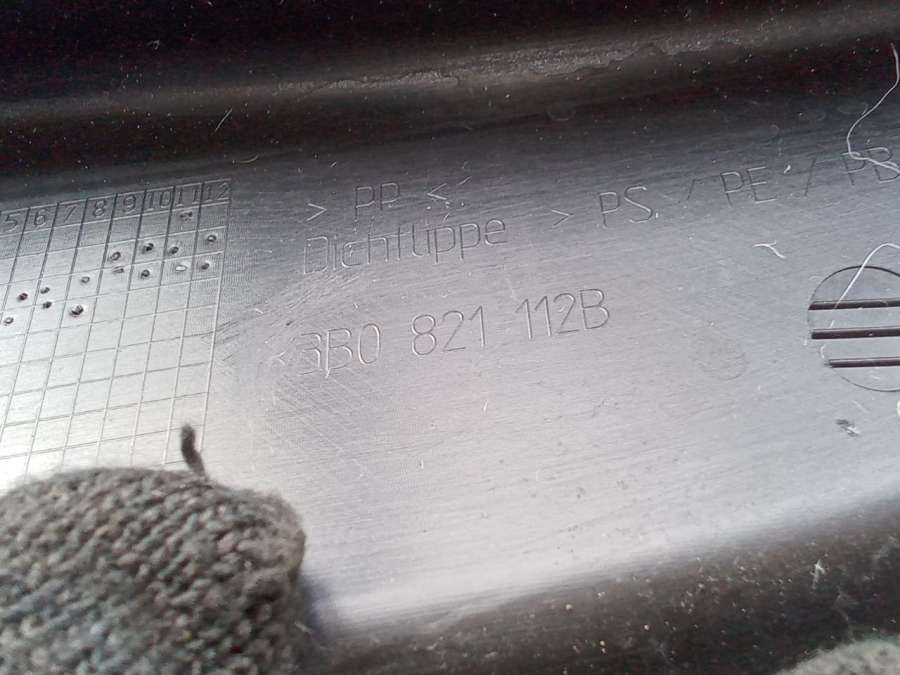 5 6 7 8 9 10 11 12
> PP <
Dichtlippe > PS / PE / PB
3B0 821 112B